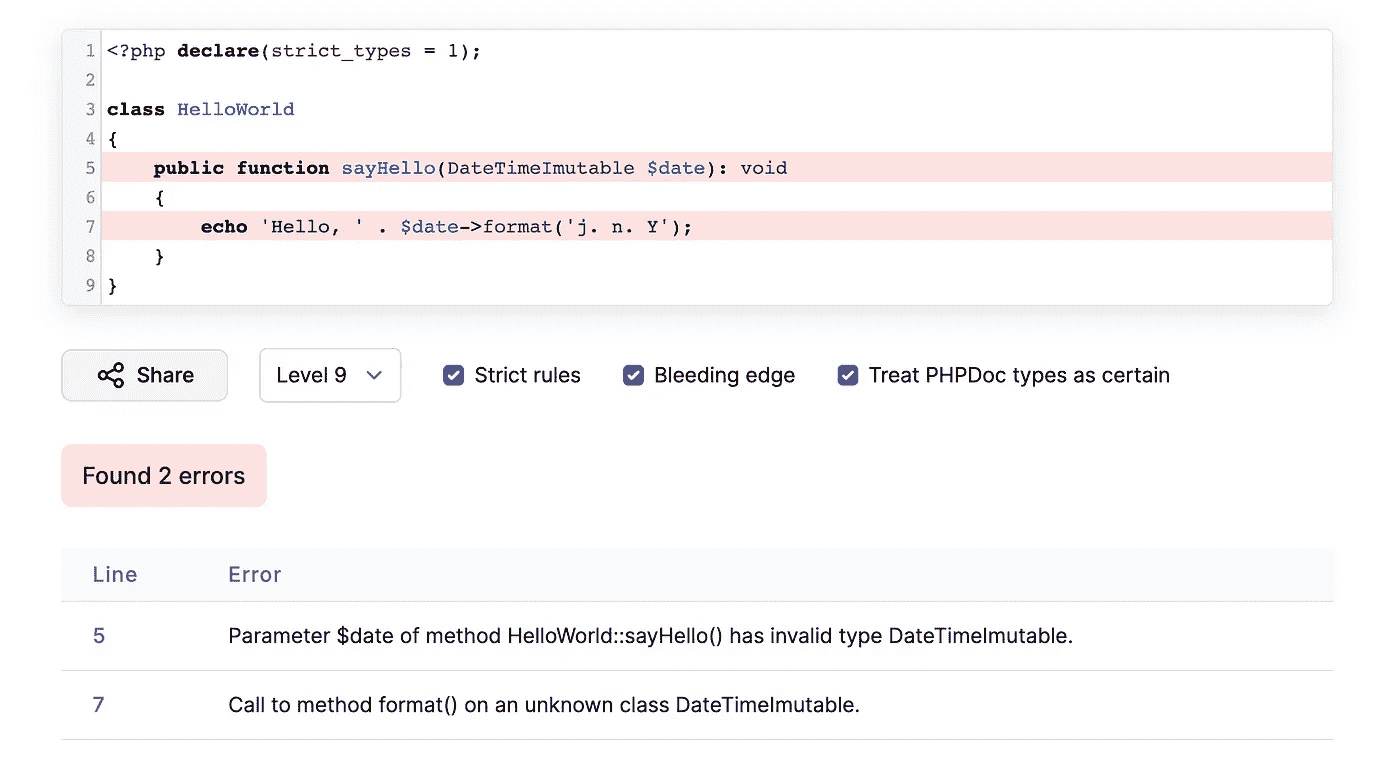 1 <?php declare(strict_types = 1);
2
3 class HelloWorld
4 {
5     public function sayHello(DateTimeImutable $date): void
6     {
7         echo 'Hello, ' . $date->format('j. n. Y');
8     }
9 }
Share Level 9 Strict rules Bleeding edge Treat PHPDoc types as certain
Found 2 errors
Line Error
5 Parameter $date of method HelloWorld::sayHello() has invalid type DateTimeImutable.
7 Call to method format() on an unknown class DateTimeImutable.